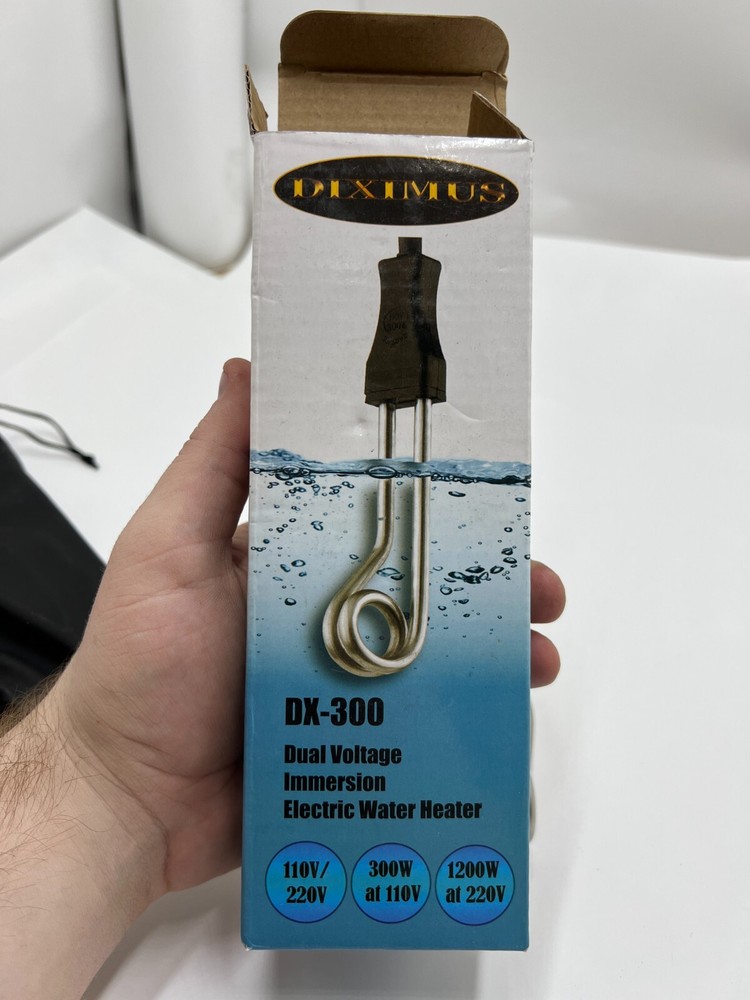 DIXIMUS
DX-300
Dual Voltage
Immersion
Electric Water Heater
110V/
220V
300W
at 110V
1200W
at 220V